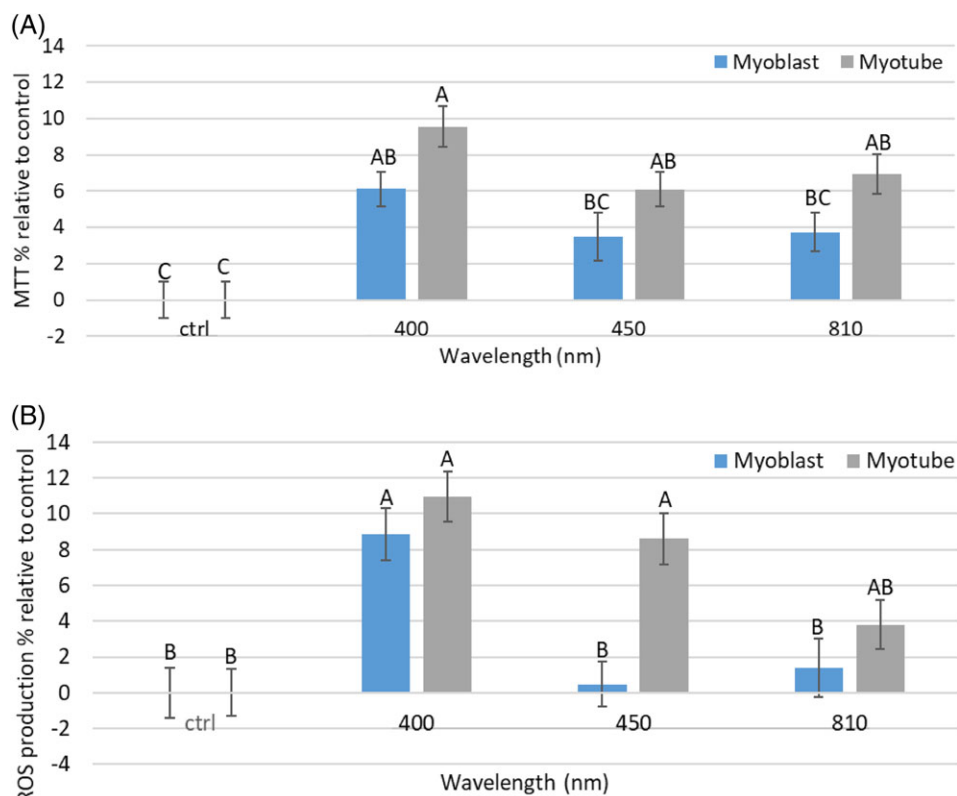 (A)
MTT % relative to control
14
12
10
8
6
4
2
0
-2
Myoblast Myotube
C C AB A BC AB BC AB
ctrl 400 450 810
Wavelength (nm)
(B)
ROS production % relative to control
14
12
10
8
6
4
2
0
-2
-4
Myoblast Myotube
B B A A B A B AB
ctrl 400 450 810
Wavelength (nm)